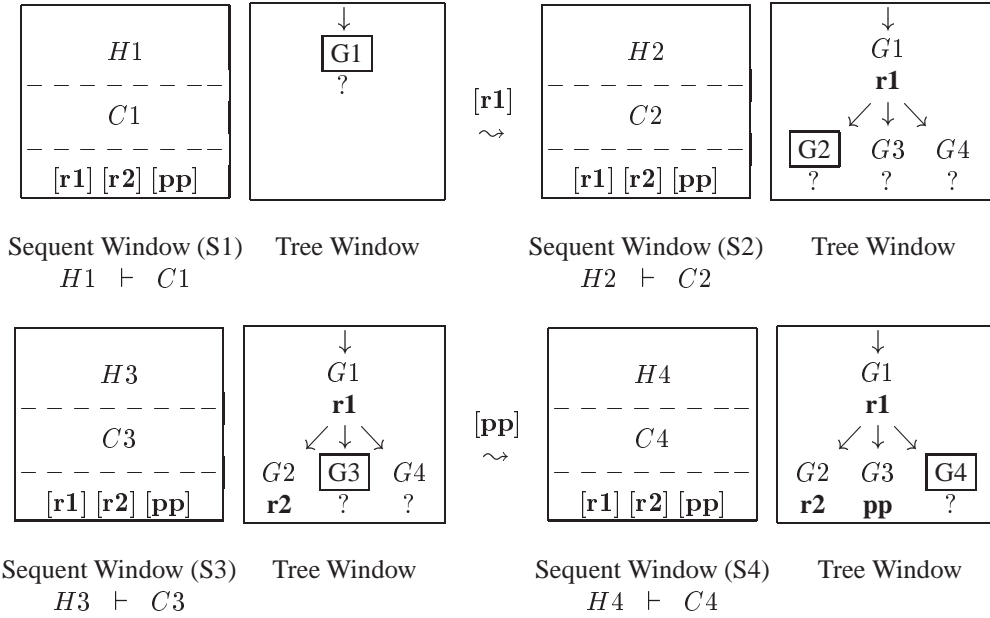 H1
C1
[r1] [r2] [pp]
G1
?
[r1]
⤳
H2
C2
[r1] [r2] [pp]
G1
r1
G2 G3 G4
? ? ?
Sequent Window (S1) Tree Window
H1 ⊢ C1
Sequent Window (S2) Tree Window
H2 ⊢ C2
H3
C3
[r1] [r2] [pp]
G1
r1
G2 G3 G4
r2 ? ?
[pp]
⤳
H4
C4
[r1] [r2] [pp]
G1
r1
G2 G3 G4
r2 pp ?
Sequent Window (S3) Tree Window
H3 ⊢ C3
Sequent Window (S4) Tree Window
H4 ⊢ C4